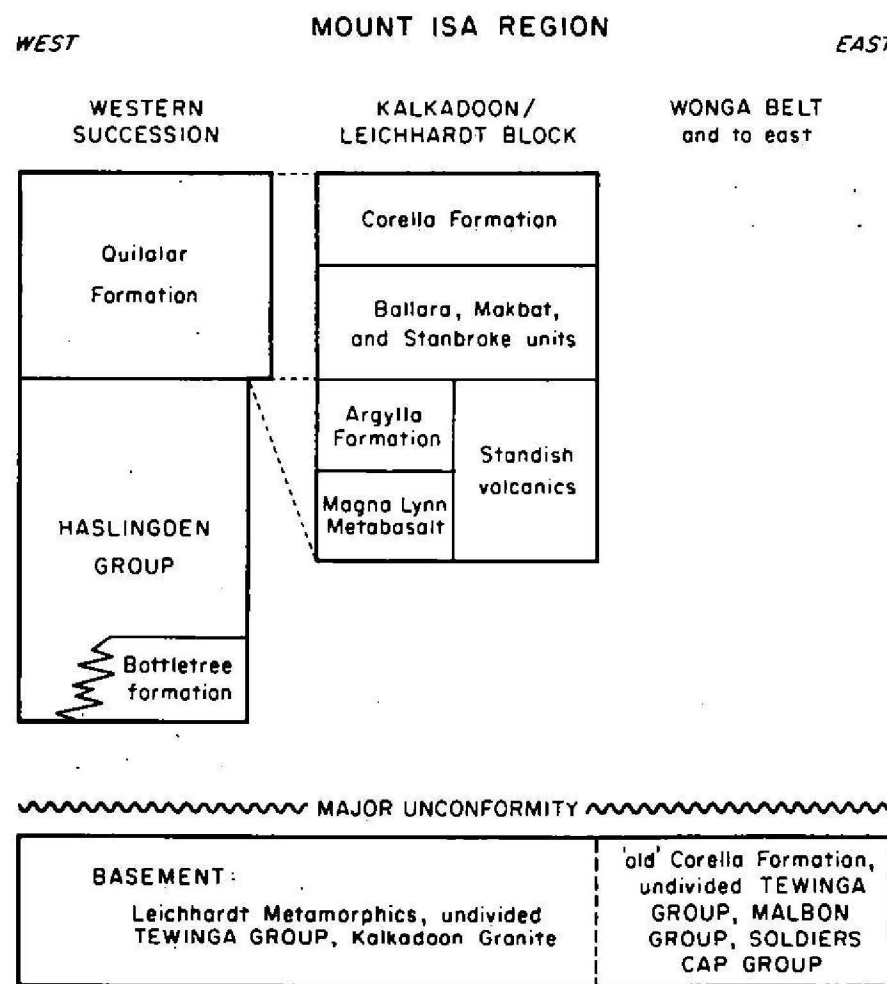 MOUNT ISA REGION
WEST
EAST
WESTERN
SUCCESSION
KALKADOON/
LEICHHARDT BLOCK
WONGA BELT
and to east
Quilalar
Formation
Corella Formation
Ballara, Makbat,
and Stanbroke units
Argylla
Formation
Standish
volcanics
Magna Lynn
Metabasalt
HASLINGDEN
GROUP
Bottletree
formation
MAJOR UNCONFORMITY
BASEMENT:
Leichhardt Metamorphics, undivided
TEWINGA GROUP, Kalkadoon Granite
'old' Corella Formation,
undivided TEWINGA
GROUP, MALBON
GROUP, SOLDIERS
CAP GROUP